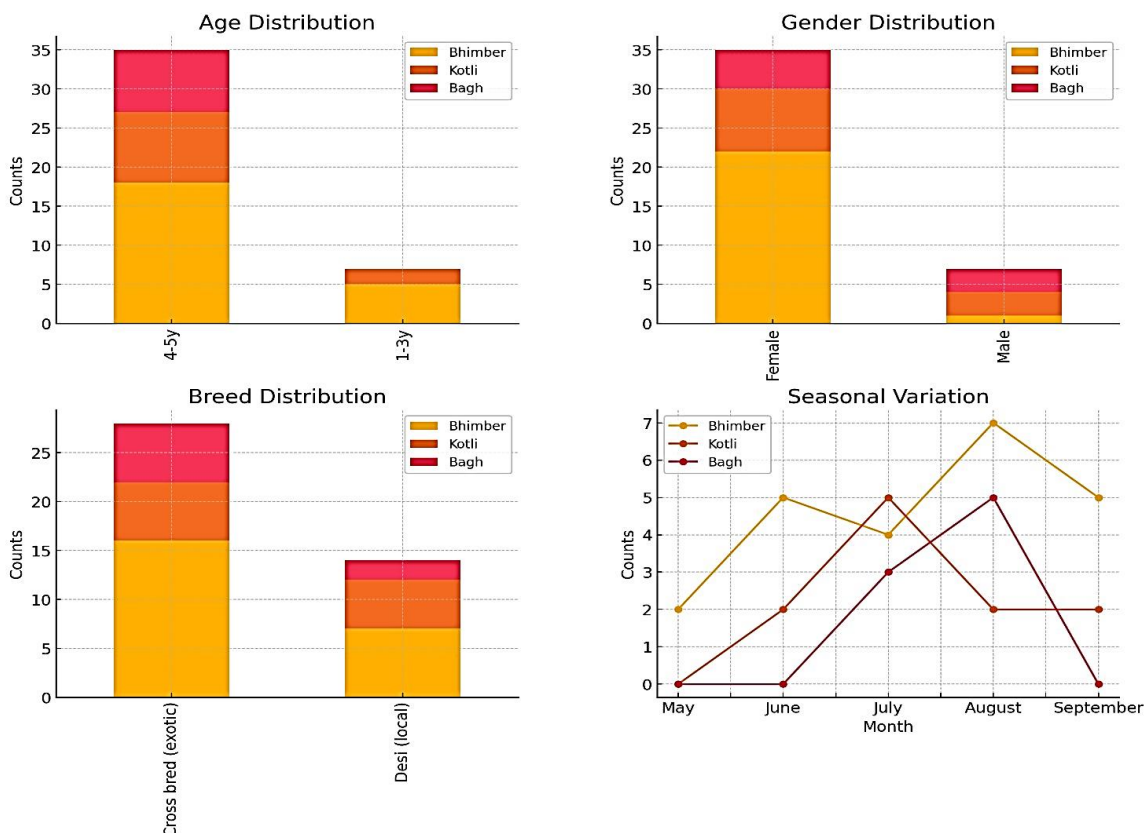 Age Distribution
35
30
25
20
15
10
5
0
Counts
Bhimber
Kotli
Bagh
4-5y
1-3y
Gender Distribution
35
30
25
20
15
10
5
0
Counts
Bhimber
Kotli
Bagh
Female
Male
Breed Distribution
25
20
15
10
5
0
Counts
Bhimber
Kotli
Bagh
Cross bred (exotic)
Desi (local)
Seasonal Variation
7
6
5
4
3
2
1
0
Counts
Bhimber
Kotli
Bagh
May June July August September
Month